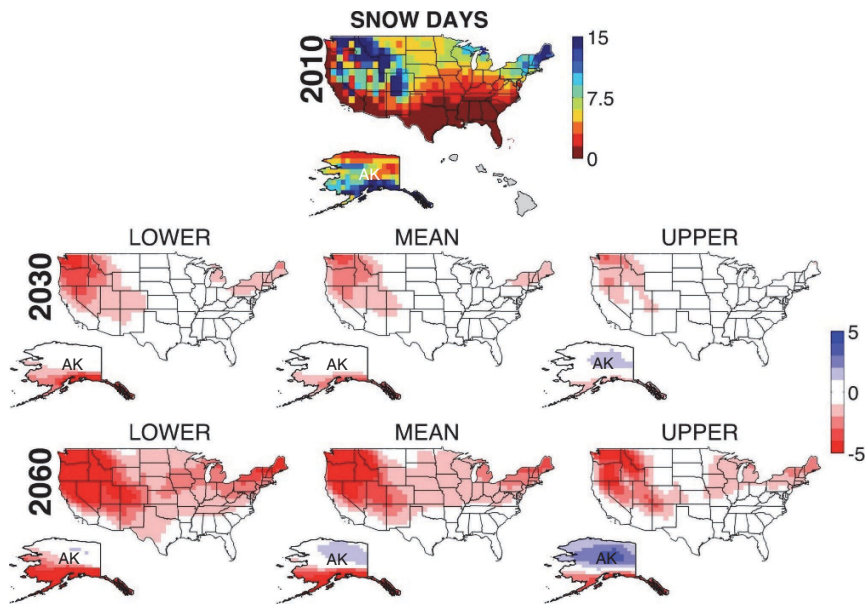 SNOW DAYS
2010
15
7.5
0
AK
LOWER
MEAN
UPPER
2030
AK
AK
AK
5
0
-5
LOWER
MEAN
UPPER
2060
AK
AK
AK